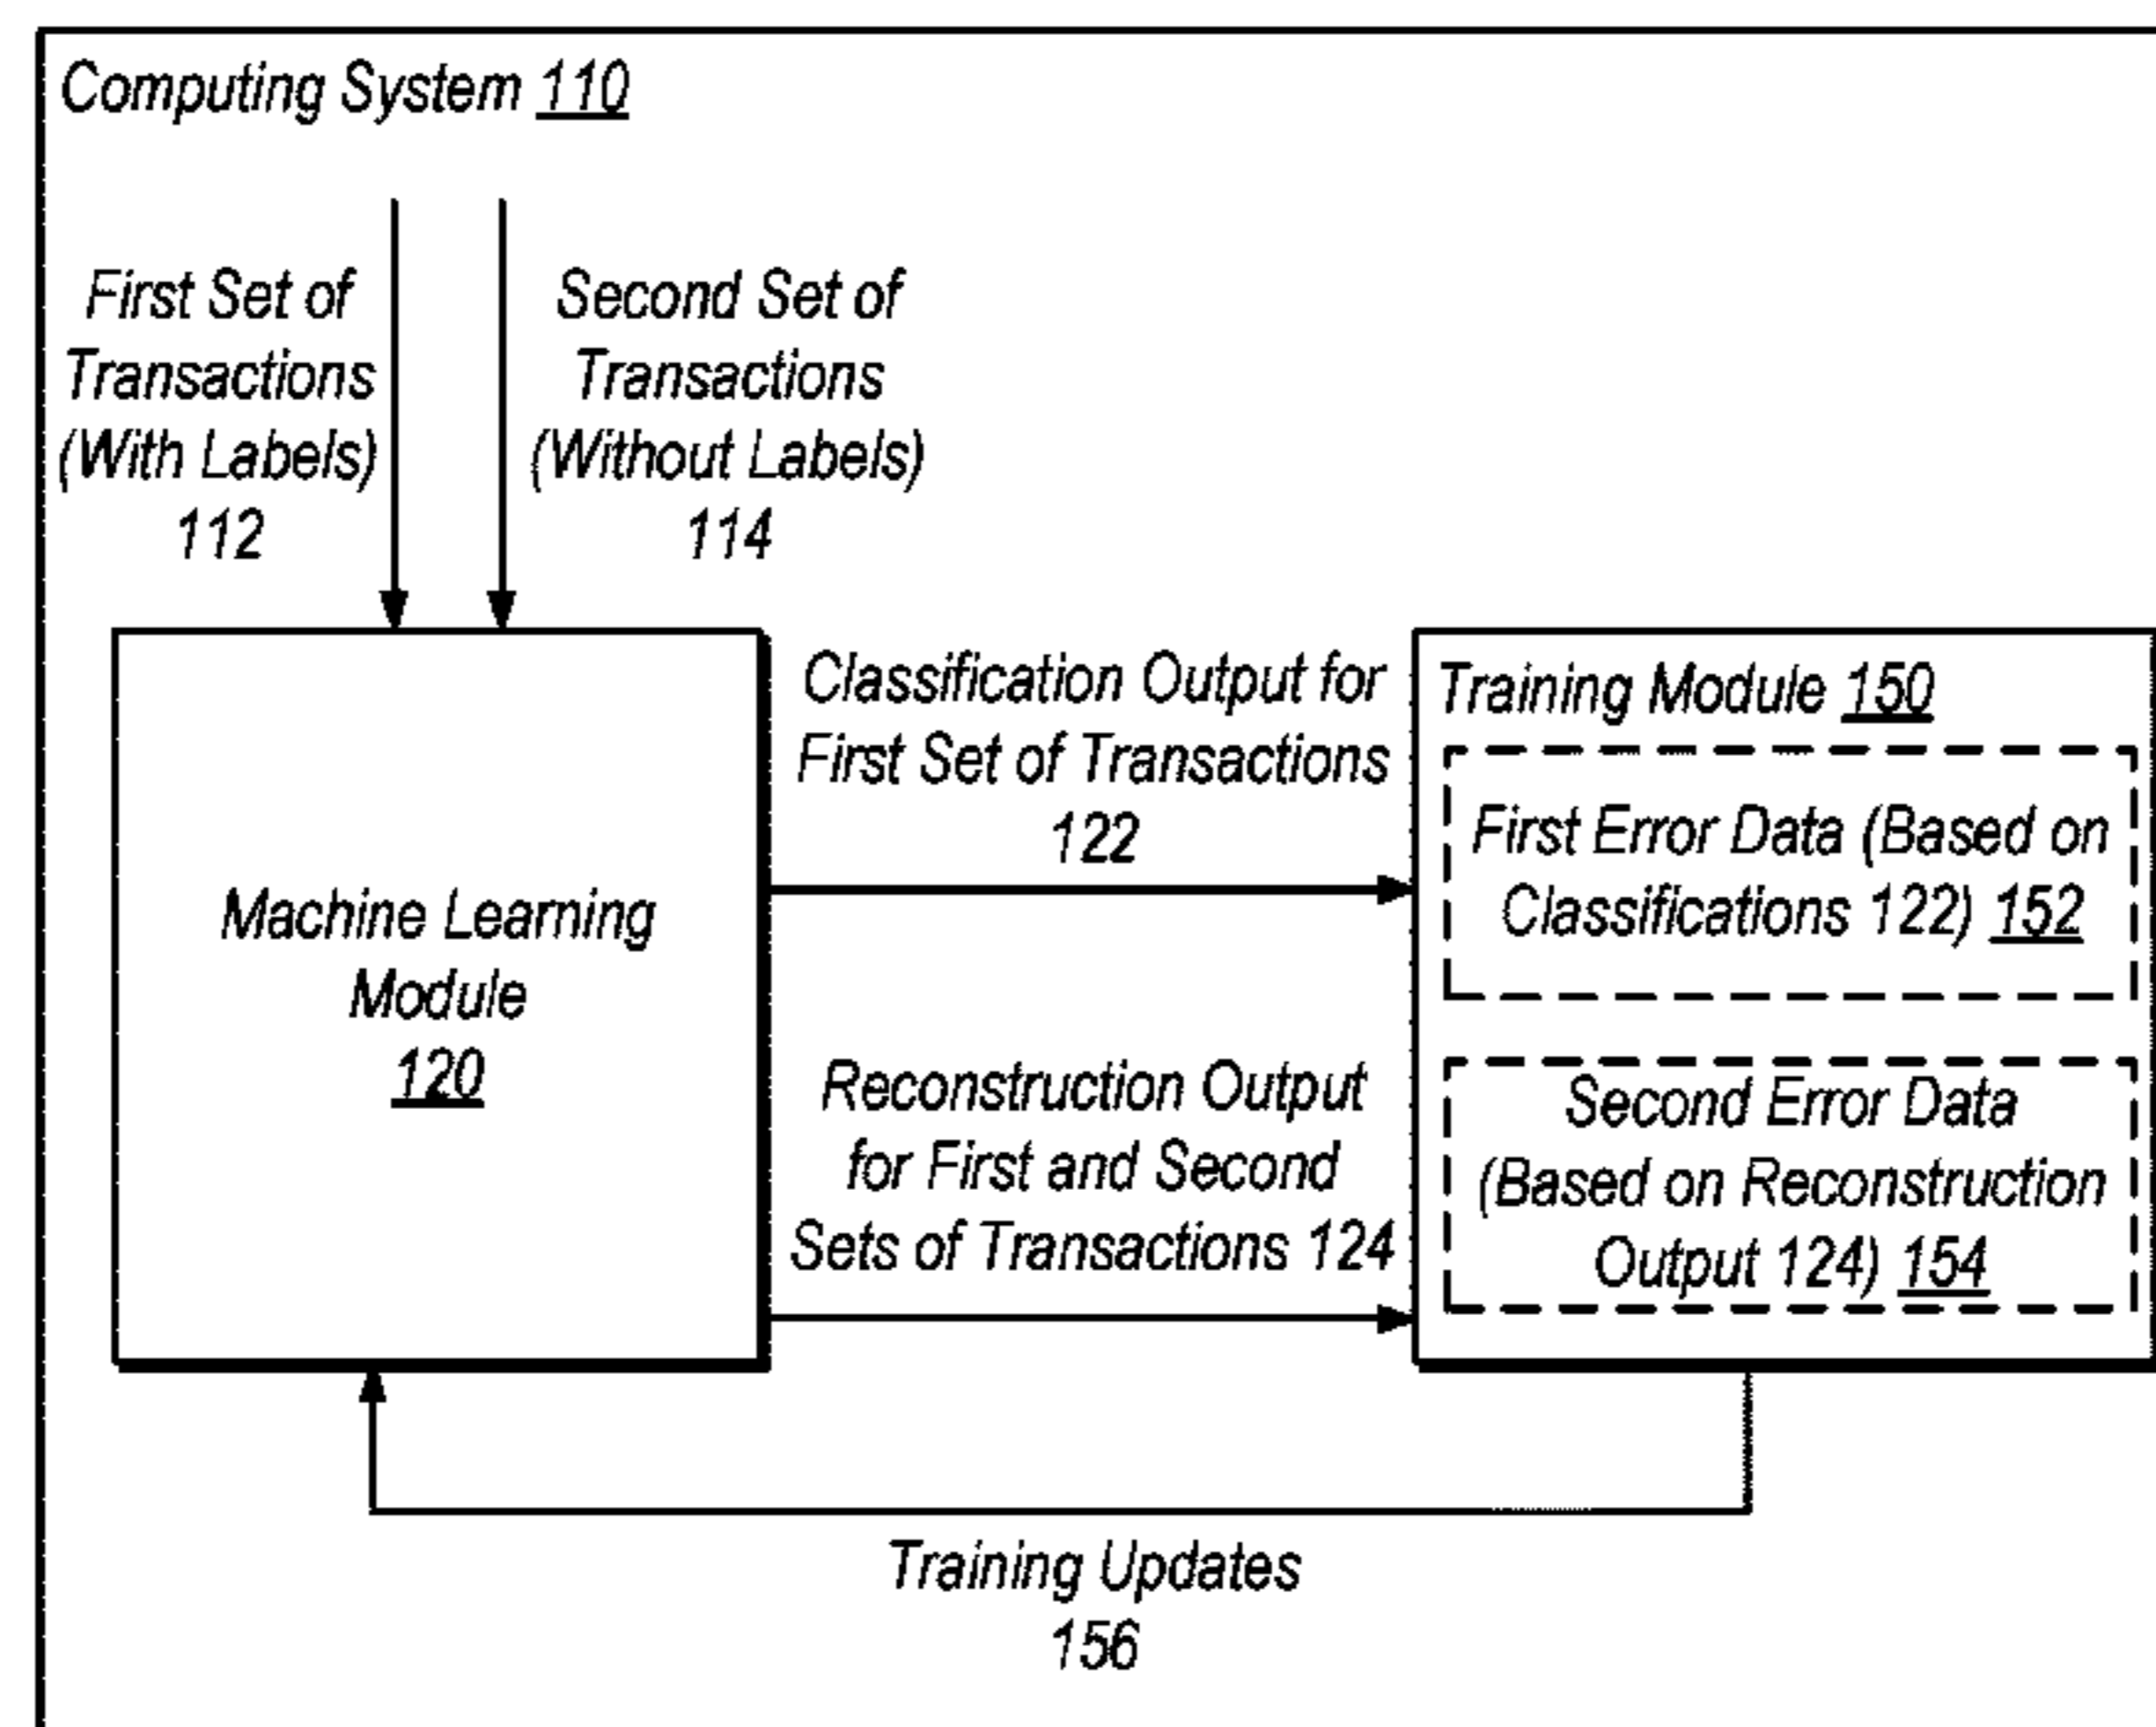 Computing System 110
First Set of
Transactions
(With Labels)
112
Second Set of
Transactions
(Without Labels)
114
Machine Learning
Module
120
Classification Output for
First Set of Transactions
122
Reconstruction Output
for First and Second
Sets of Transactions 124
Training Module 150
First Error Data (Based on
Classifications 122) 152
Second Error Data
(Based on Reconstruction
Output 124) 154
Training Updates
156